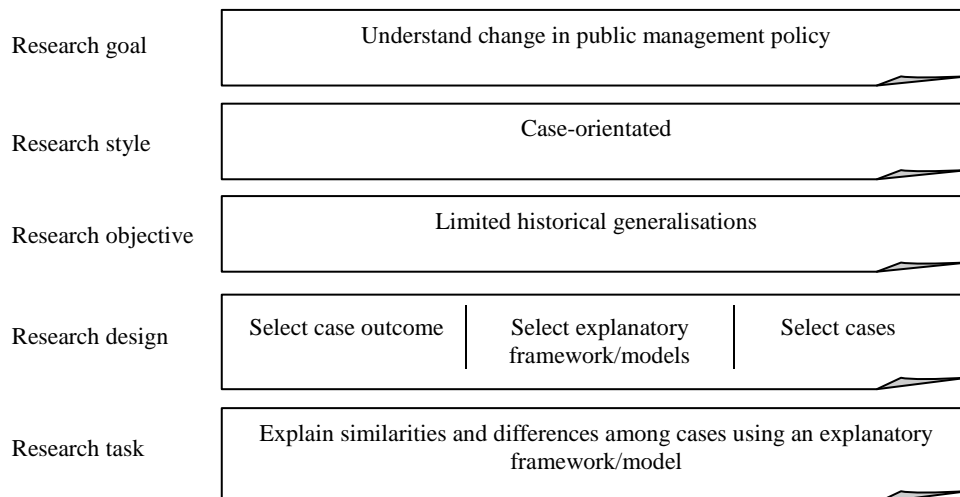 Research goal
Understand change in public management policy
Research style
Case-orientated
Research objective
Limited historical generalisations
Research design
Select case outcome
Select explanatory
framework/models
Select cases
Research task
Explain similarities and differences among cases using an explanatory
framework/model